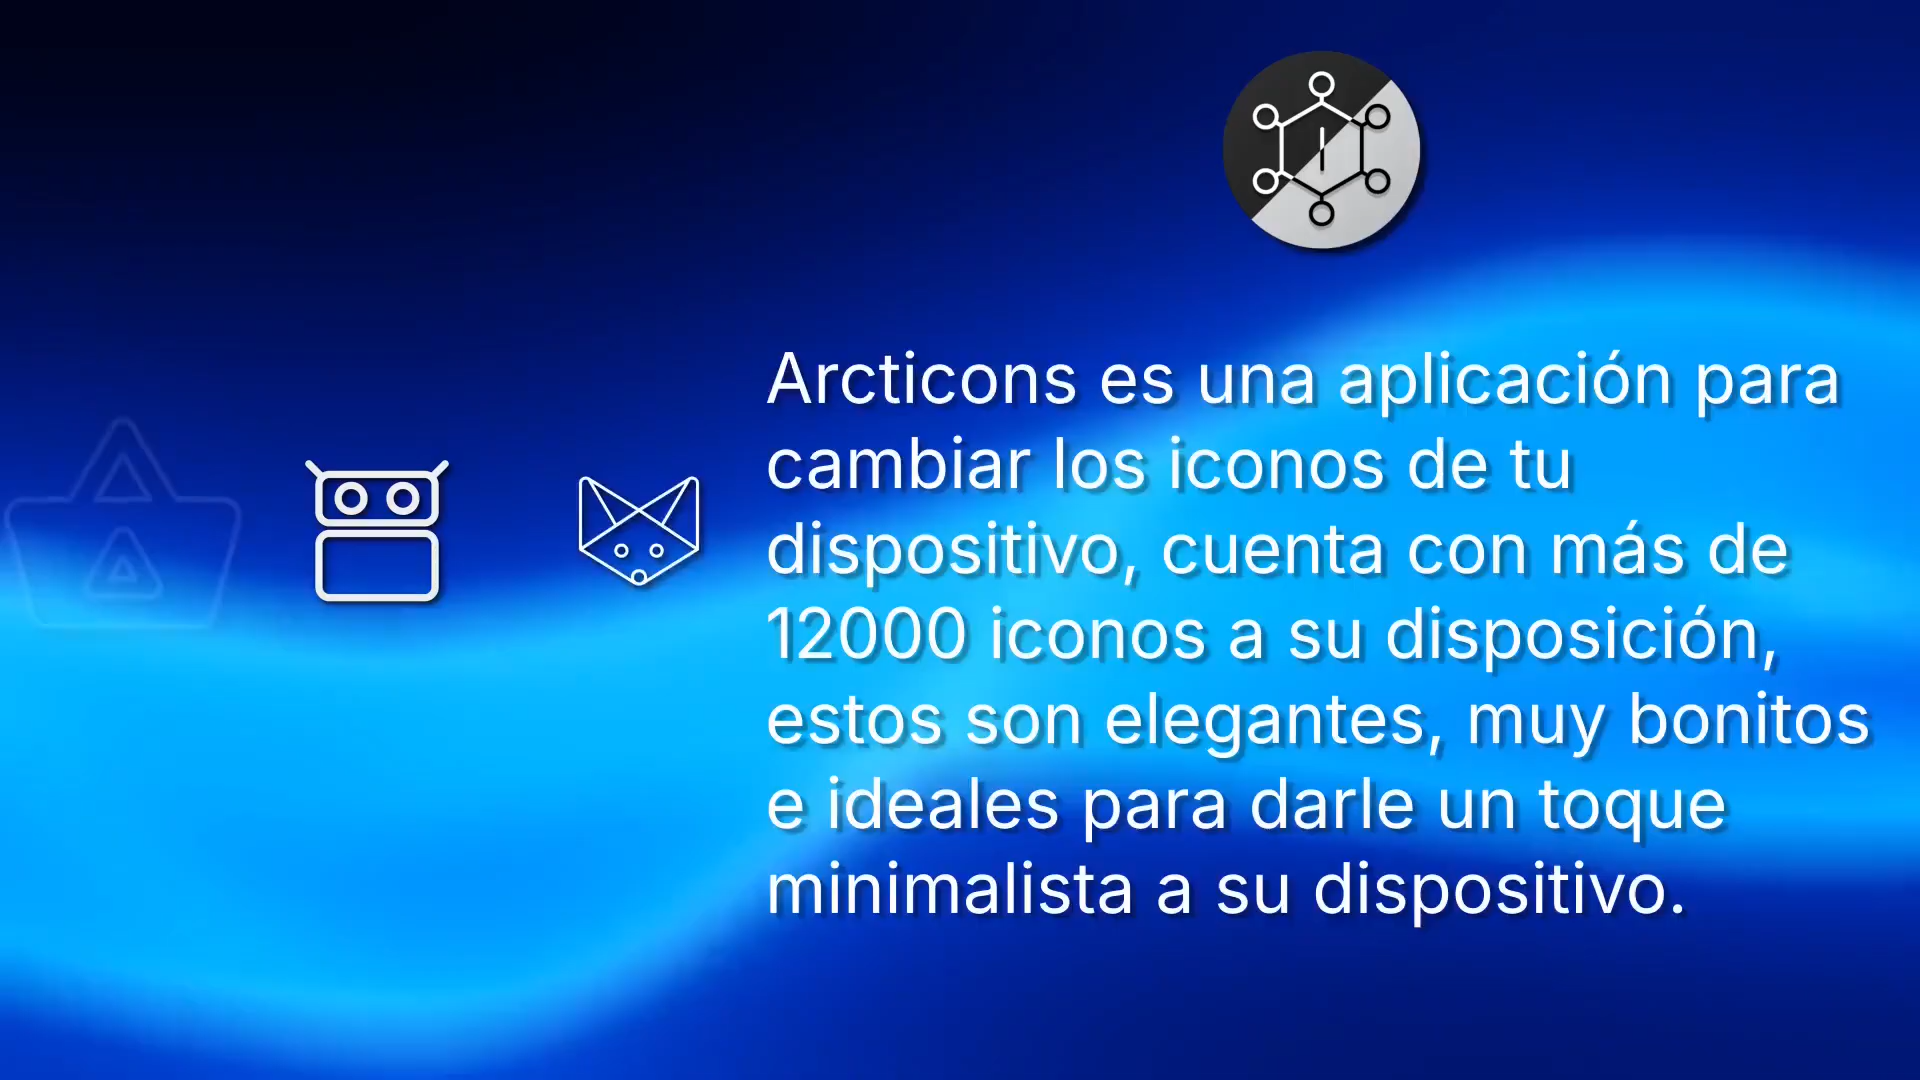 Arcticons es una aplicación para
cambiar los iconos de tu
dispositivo, cuenta con más de
12000 iconos a su disposición,
estos son elegantes, muy bonitos
e ideales para darle un toque
minimalista a su dispositivo.